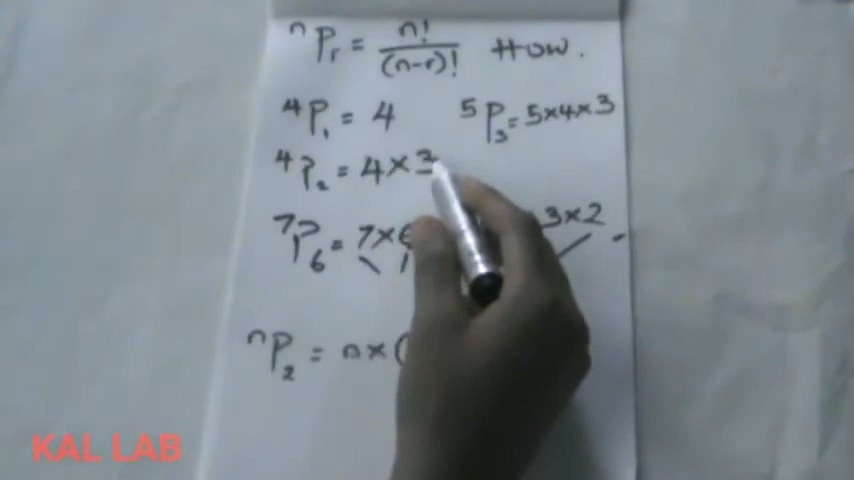 ⁿPᵣ = n!/(n-r)! How.
⁴P₁ = 4 ⁵P₃ = 5×4×3
⁴P₂ = 4×3
⁷P₆ = 7×6 3×2
ⁿP₂ = n×(
KAL LAB